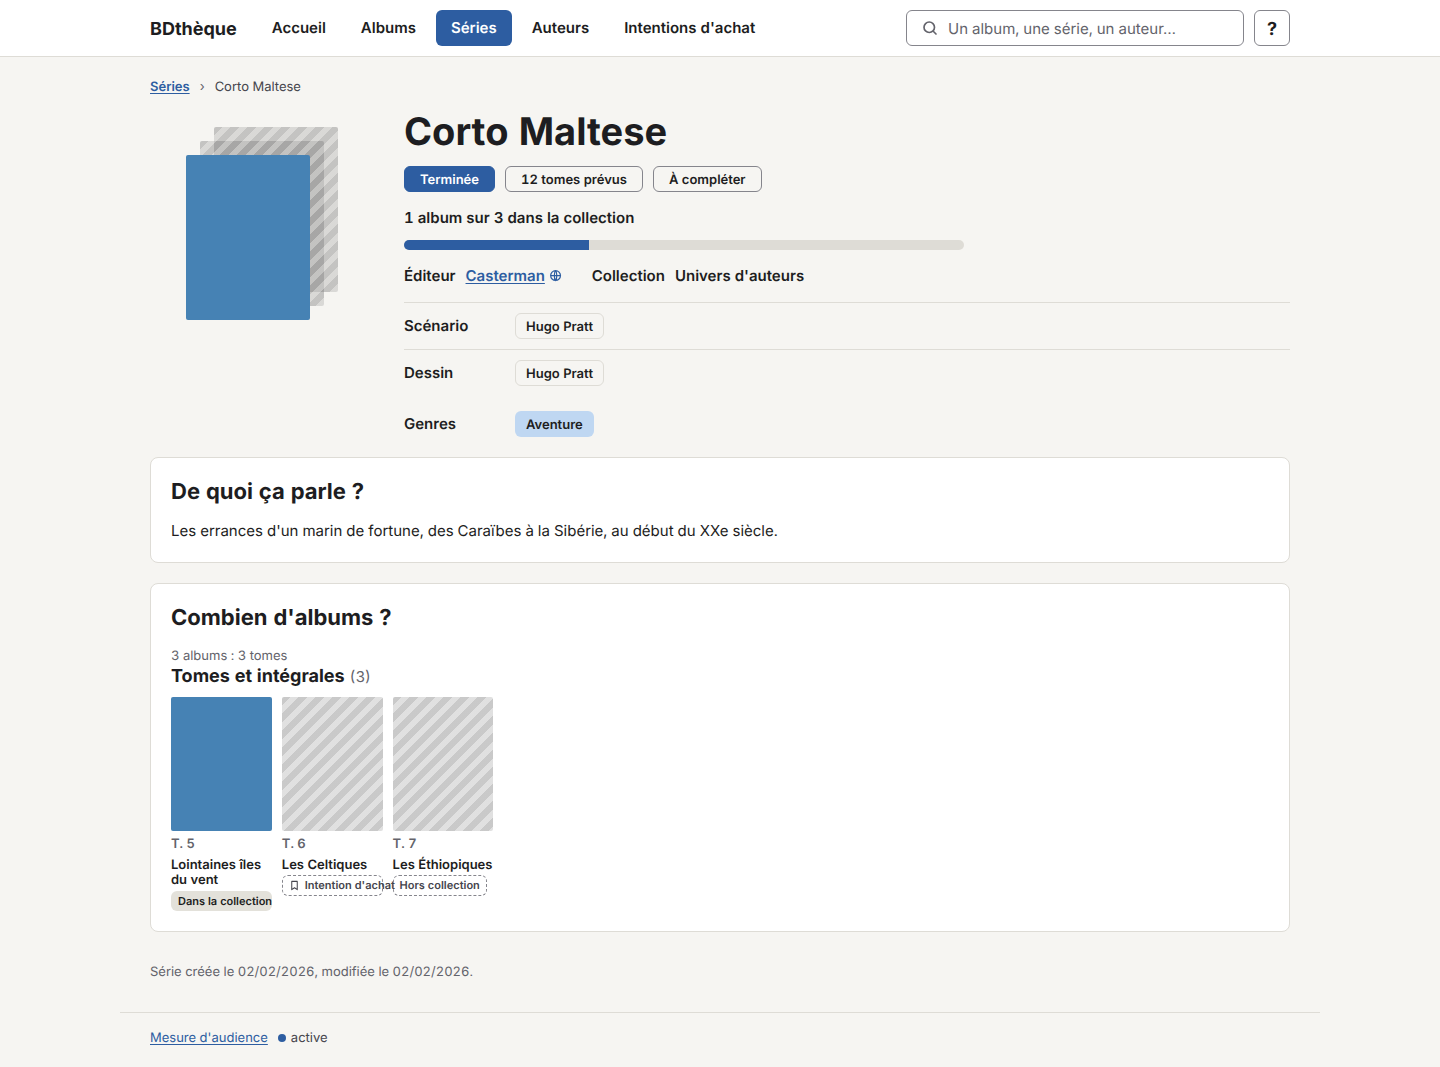 BDthèque Accueil Albums Séries Auteurs Intentions d'achat Un album, une série, un auteur... ?
Séries › Corto Maltese
Corto Maltese
Terminée 12 tomes prévus À compléter
1 album sur 3 dans la collection
Éditeur Casterman Collection Univers d'auteurs
Scénario Hugo Pratt
Dessin Hugo Pratt
Genres Aventure
De quoi ça parle ?
Les errances d'un marin de fortune, des Caraïbes à la Sibérie, au début du XXe siècle.
Combien d'albums ?
3 albums : 3 tomes
Tomes et intégrales (3)
T. 5
Lointaines îles
du vent
Dans la collection
T. 6
Les Celtiques
Intention d'achat
T. 7
Les Éthiopiques
Hors collection
Série créée le 02/02/2026, modifiée le 02/02/2026.
Mesure d'audience active